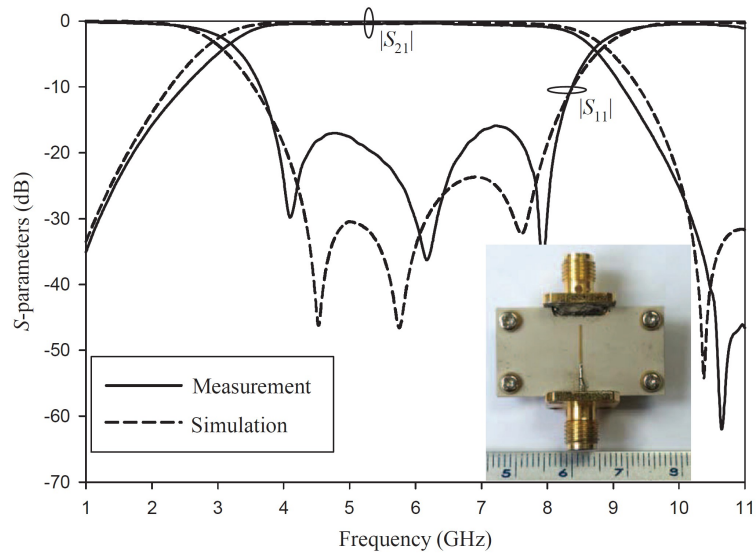 0
-10
-20
-30
-40
-50
-60
-70
S-parameters (dB)
|S21|
|S11|
Measurement
Simulation
5 6 7 8
1 2 3 4 5 6 7 8 9 10 11
Frequency (GHz)